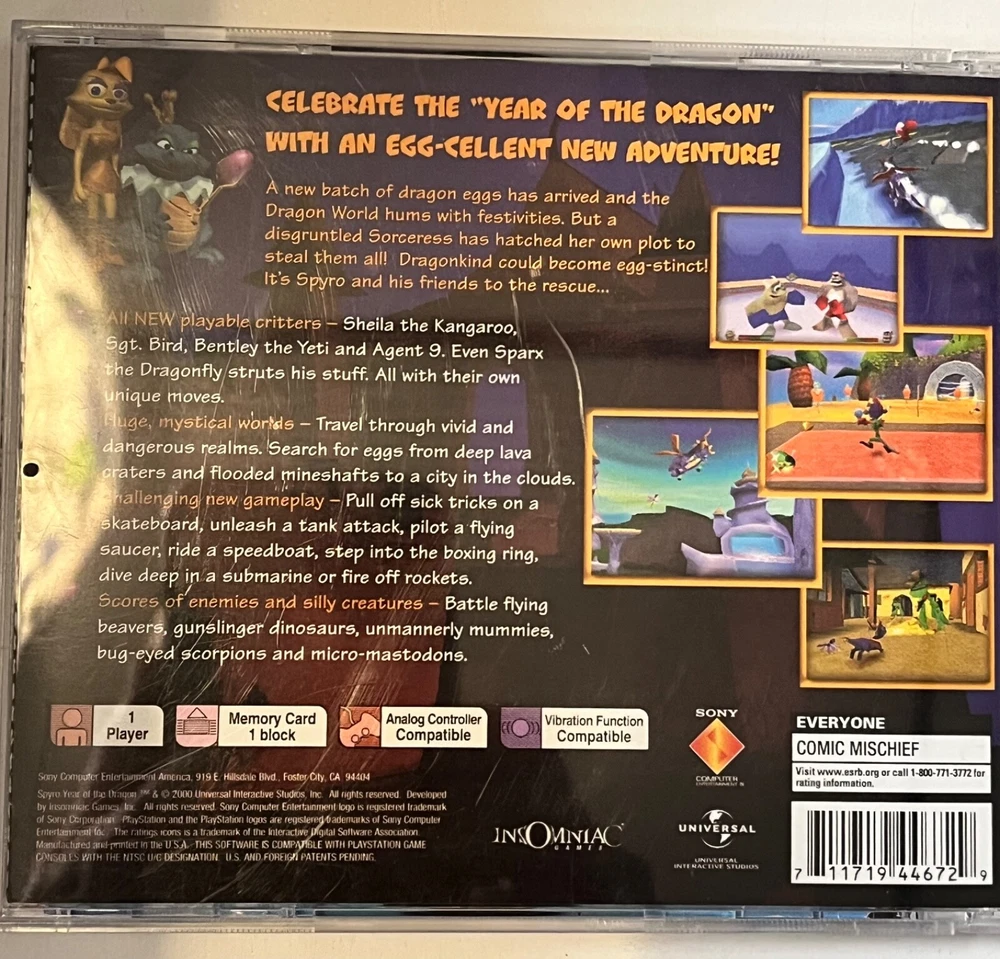 CELEBRATE THE "YEAR OF THE DRAGON"
WITH AN EGG-CELLENT NEW ADVENTURE!
A new batch of dragon eggs has arrived and the
Dragon World hums with festivities. But a
disgruntled Sorceress has hatched her own plot to
steal them all! Dragonkind could become egg-stinct!
It's Spyro and his friends to the rescue...
All NEW playable critters – Sheila the Kangaroo,
Sgt. Bird, Bentley the Yeti and Agent 9. Even Sparx
the Dragonfly struts his stuff. All with their own
unique moves.
Huge, mystical worlds – Travel through vivid and
dangerous realms. Search for eggs from deep lava
craters and flooded mineshafts to a city in the clouds.
Challenging new gameplay – Pull off sick tricks on a
skateboard, unleash a tank attack, pilot a flying
saucer, ride a speedboat, step into the boxing ring,
dive deep in a submarine or fire off rockets.
Scores of enemies and silly creatures – Battle flying
beavers, gunslinger dinosaurs, unmannerly mummies,
bug-eyed scorpions and micro-mastodons.
1
Player
Memory Card
1 block
Analog Controller
Compatible
Vibration Function
Compatible
SONY
COMPUTER
ENTERTAINMENT
EVERYONE
COMIC MISCHIEF
Visit www.esrb.org or call 1-800-771-3772 for
rating information.
Sony Computer Entertainment America, 919 E. Hillsdale Blvd., Foster City, CA 94404
Spyro Year of the Dragon ™ & © 2000 Universal Interactive Studios, Inc. All rights reserved. Developed
by Insomniac Games, Inc. All rights reserved. Sony Computer Entertainment logo is registered trademark
of Sony Corporation. PlayStation and the PlayStation logos are registered trademarks of Sony Computer
Entertainment Inc. The ratings icons is a trademark of the Interactive Digital Software Association.
Manufactured and printed in the U.S.A. THIS SOFTWARE IS COMPATIBLE WITH PLAYSTATION GAME
CONSOLES WITH THE NTSC U/C DESIGNATION. U.S. AND FOREIGN PATENTS PENDING.
INSOMNIAC
GAMES
UNIVERSAL
UNIVERSAL
INTERACTIVE STUDIOS
7 11719 44672 9